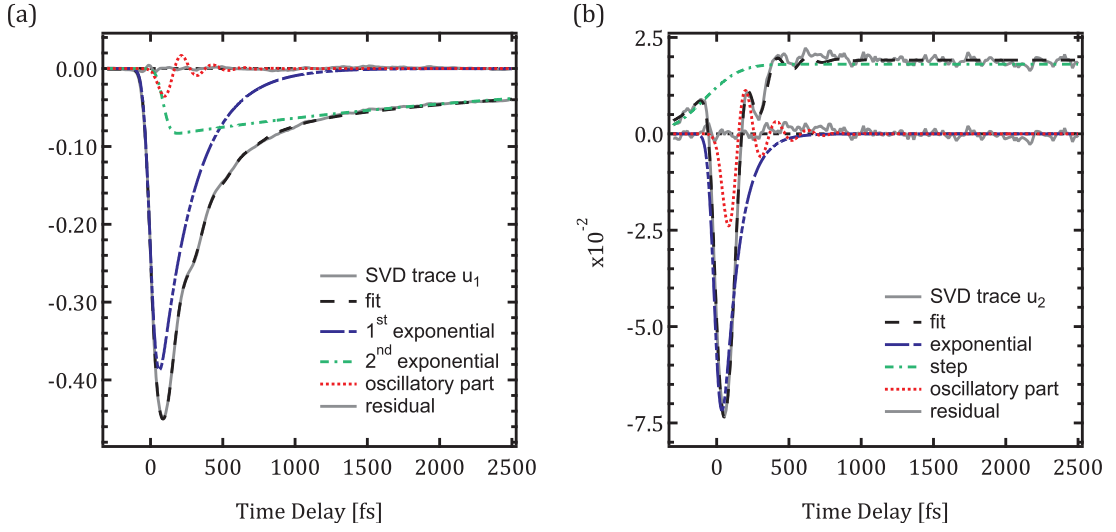 (a)
0.00
-0.10
-0.20
-0.30
-0.40
0
500
1000
1500
2000
2500
Time Delay [fs]
SVD trace u1
fit
1st exponential
2nd exponential
oscillatory part
residual
(b)
2.5
0.0
-2.5
-5.0
-7.5
x10-2
0
500
1000
1500
2000
2500
Time Delay [fs]
SVD trace u2
fit
exponential
step
oscillatory part
residual